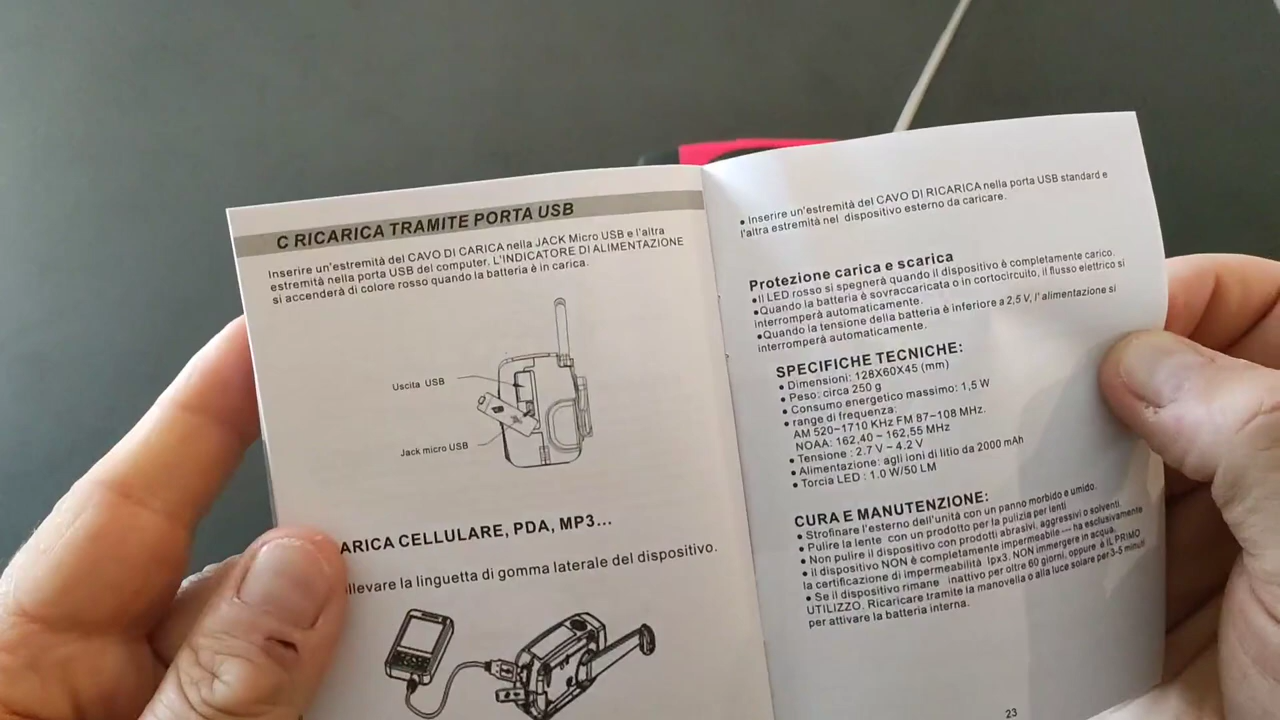 C RICARICA TRAMITE PORTA USB
Inserire un'estremità del CAVO DI CARICA nella JACK Micro USB e l'altra
estremità nella porta USB del computer. L'INDICATORE DI ALIMENTAZIONE
si accenderà di colore rosso quando la batteria è in carica.
Uscita USB
Jack micro USB
ARICA CELLULARE, PDA, MP3...
llevare la linguetta di gomma laterale del dispositivo.
• Inserire un'estremità del CAVO DI RICARICA nella porta USB standard e
l'altra estremità nel dispositivo esterno da caricare.
Protezione carica e scarica
•Il LED rosso si spegnerà quando il dispositivo è completamente carico.
•Quando la batteria è sovraccaricata o in cortocircuito, il flusso elettrico si
interromperà automaticamente.
•Quando la tensione della batteria è inferiore a 2,5 V, l' alimentazione si
interromperà automaticamente.
SPECIFICHE TECNICHE:
• Dimensioni: 128X60X45 (mm)
• Peso: circa 250 g
• Consumo energetico massimo: 1,5 W
• range di frequenza:
AM 520~1710 KHz FM 87~108 MHz.
NOAA: 162,40 ~ 162,55 MHz
• Tensione : 2.7 V ~ 4.2 V
• Alimentazione: agli ioni di litio da 2000 mAh
• Torcia LED : 1.0 W/50 LM
CURA E MANUTENZIONE:
• Strofinare l'esterno dell'unità con un panno morbido e umido.
• Pulire la lente con un prodotto per la pulizia per lenti
• Non pulire il dispositivo con prodotti abrasivi, aggressivi o solventi.
• il dispositivo NON è completamente impermeabile ---- ha esclusivamente
la certificazione di impermeabilità Ipx3. NON immergere in acqua.
• Se il dispositivo rimane inattivo per oltre 60 giorni, oppure è IL PRIMO
UTILIZZO. Ricaricare tramite la manovella o alla luce solare per 3-5 minuti
per attivare la batteria interna.
23